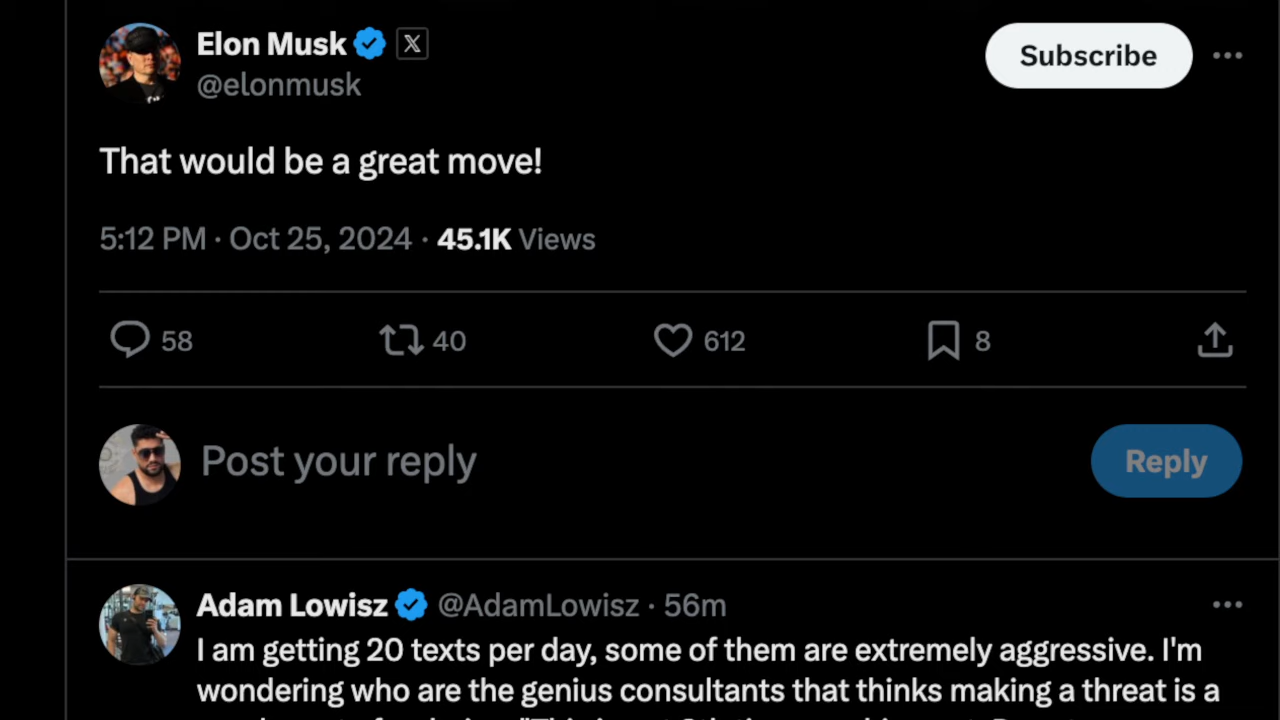 Elon Musk
Subscribe
@elonmusk
That would be a great move!
5:12 PM · Oct 25, 2024 · 45.1K Views
58 40 612 8
Post your reply
Reply
Adam Lowisz @AdamLowisz · 56m
I am getting 20 texts per day, some of them are extremely aggressive. I'm
wondering who are the genius consultants that thinks making a threat is a